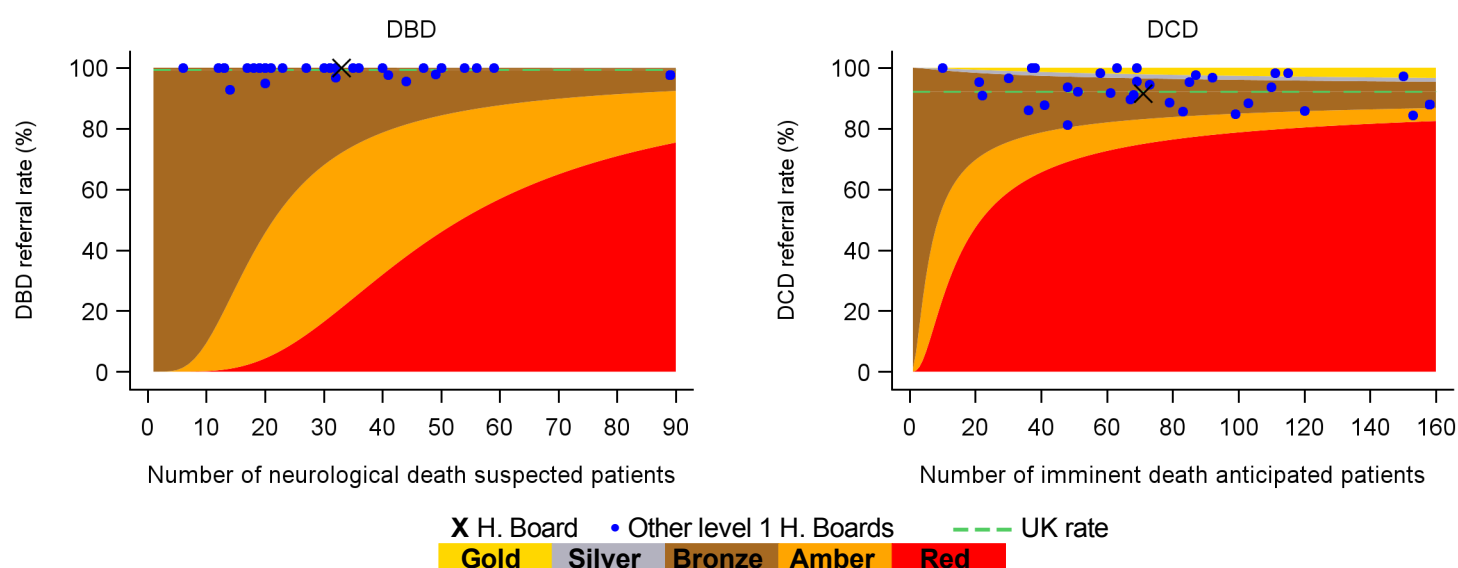 DBD
DBD referral rate (%)
100
80
60
40
20
0
0 10 20 30 40 50 60 70 80 90
Number of neurological death suspected patients
DCD
DCD referral rate (%)
100
80
60
40
20
0
0 20 40 60 80 100 120 140 160
Number of imminent death anticipated patients
X H. Board Other level 1 H. Boards UK rate
Gold Silver Bronze Amber Red